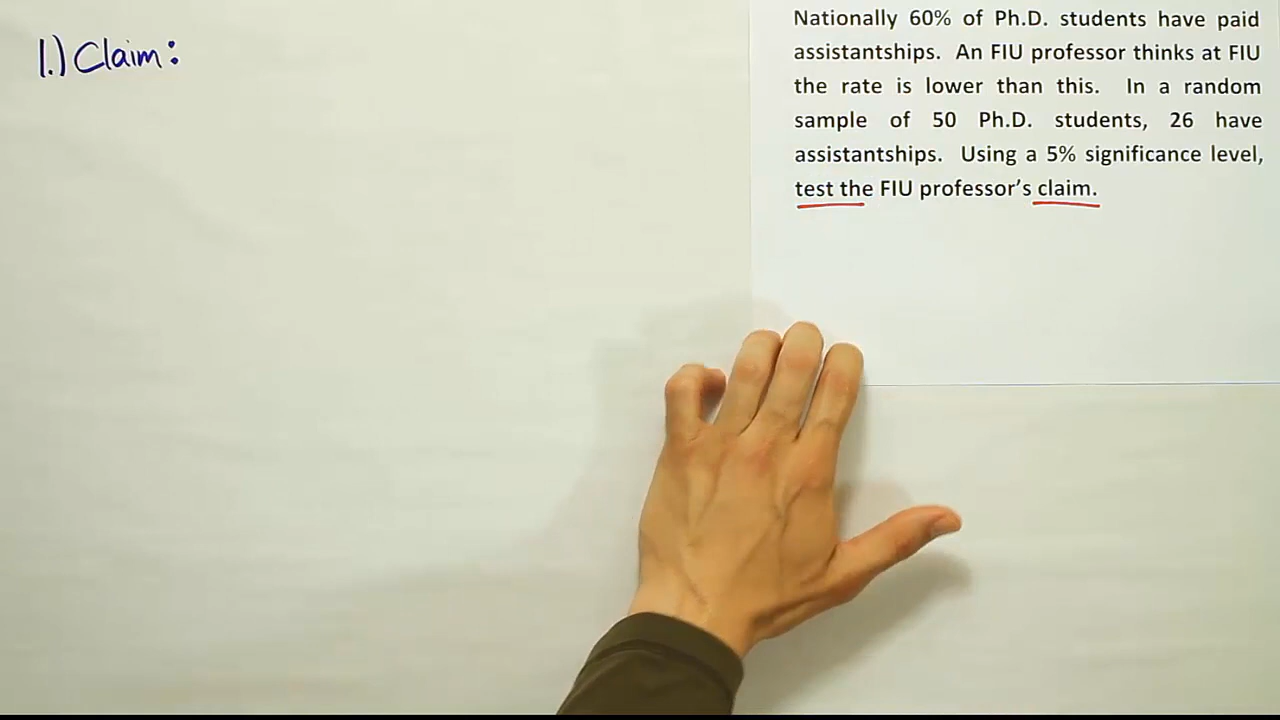 1.) Claim:
Nationally 60% of Ph.D. students have paid
assistantships. An FIU professor thinks at FIU
the rate is lower than this. In a random
sample of 50 Ph.D. students, 26 have
assistantships. Using a 5% significance level,
test the FIU professor's claim.